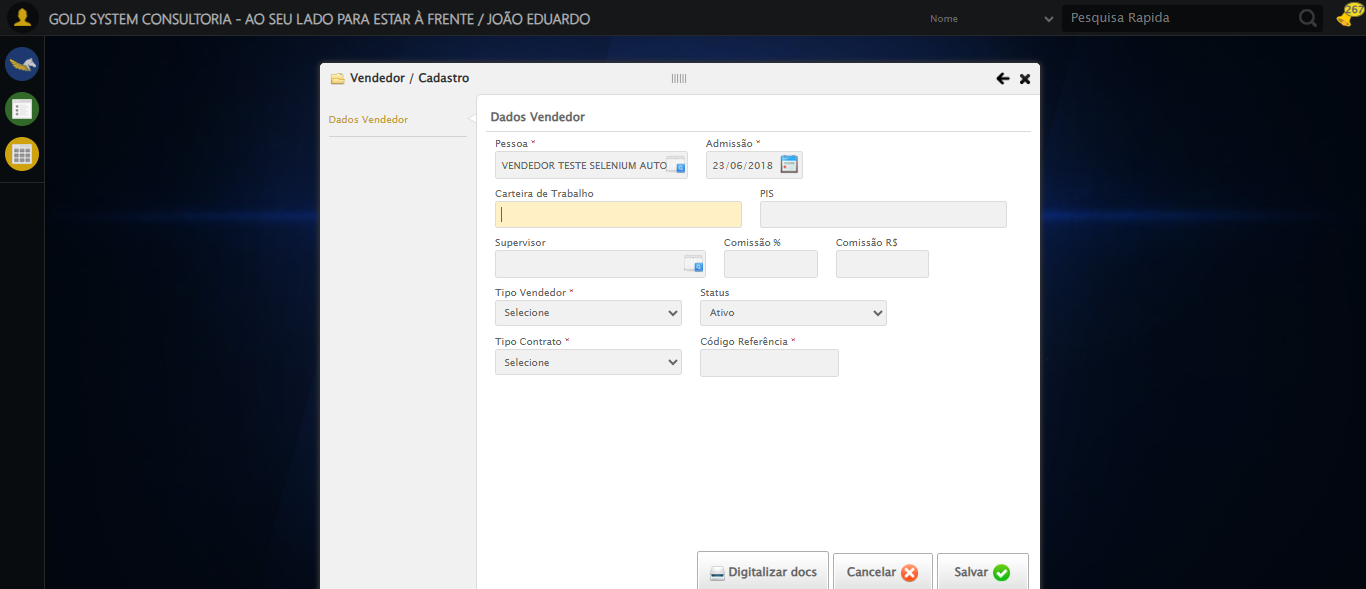 GOLD SYSTEM CONSULTORIA - AO SEU LADO PARA ESTAR À FRENTE / JOÃO EDUARDO
Nome
Pesquisa Rapida
267
Vendedor / Cadastro
Dados Vendedor
Dados Vendedor
Pessoa *
Admissão *
VENDEDOR TESTE SELENIUM AUTO
23/06/2018
Carteira de Trabalho
PIS
Supervisor
Comissão %
Comissão R$
Tipo Vendedor *
Status
Selecione
Ativo
Tipo Contrato *
Código Referência *
Selecione
Digitalizar docs
Cancelar
Salvar